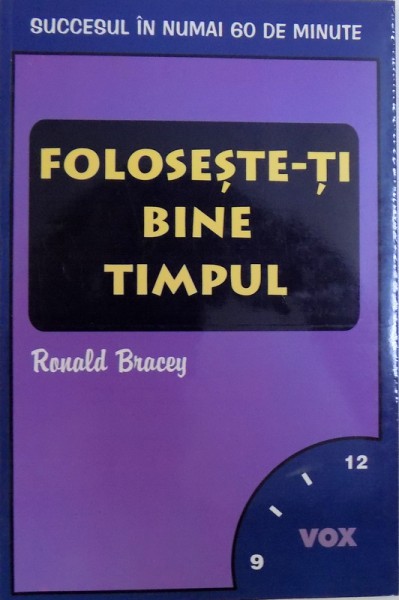 SUCCESUL ÎN NUMAI 60 DE MINUTE
FOLOSEȘTE-ȚI
BINE
TIMPUL
Ronald Bracey
12
9
VOX